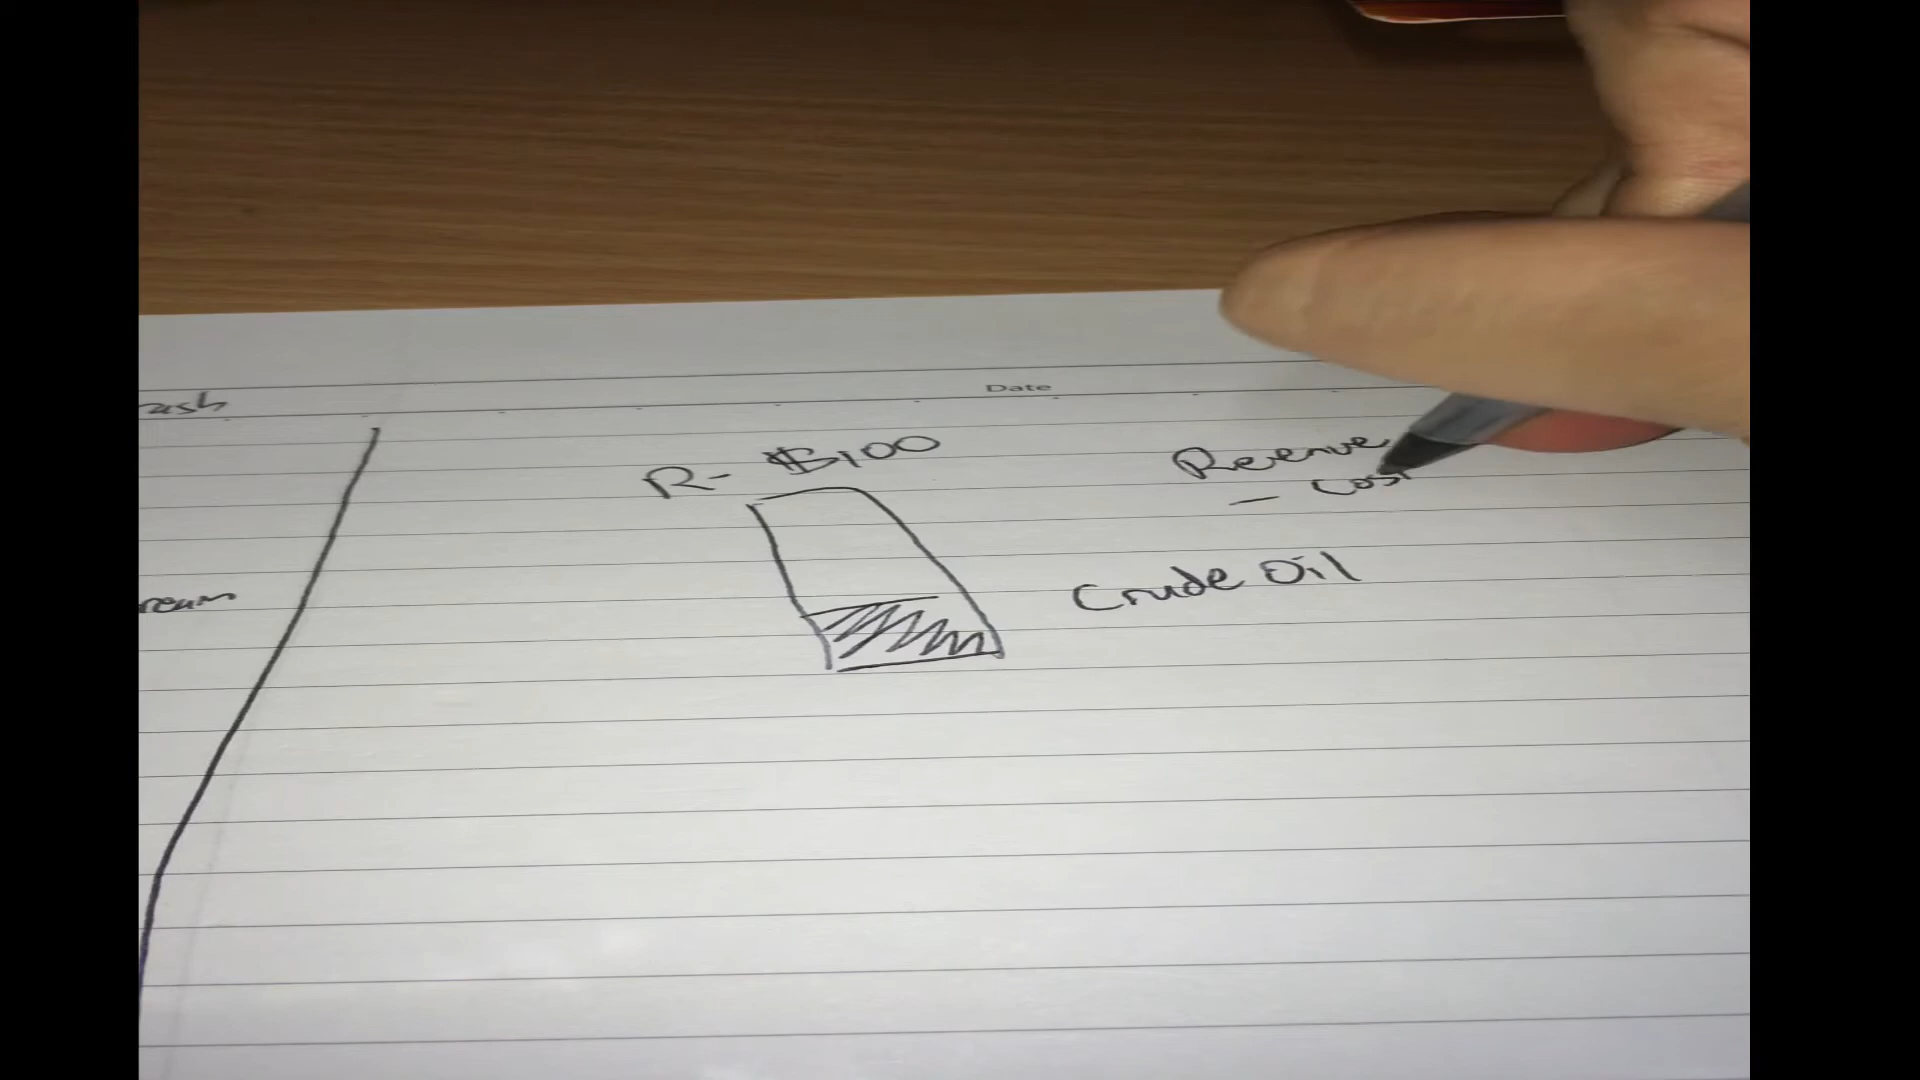 Date
R- $100
Revenue
- Cost
Crude Oil